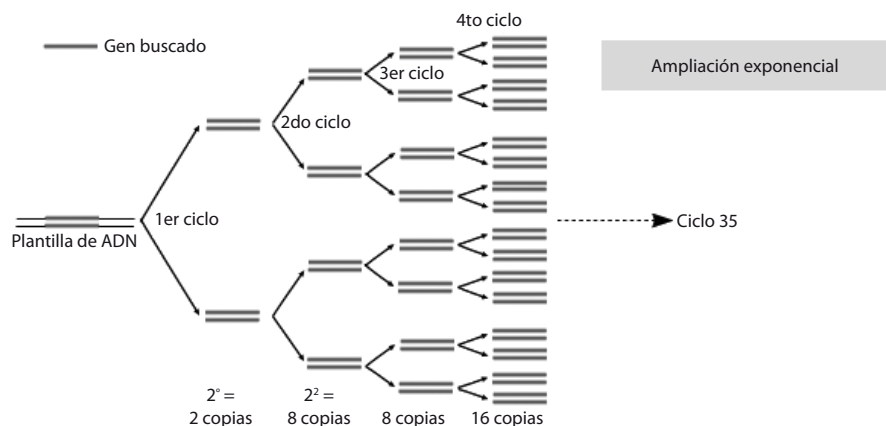 4to ciclo
Gen buscado
Ampliación exponencial
3er ciclo
2do ciclo
1er ciclo
Ciclo 35
Plantilla de ADN
2° =
2 copias
2² =
8 copias
8 copias
16 copias